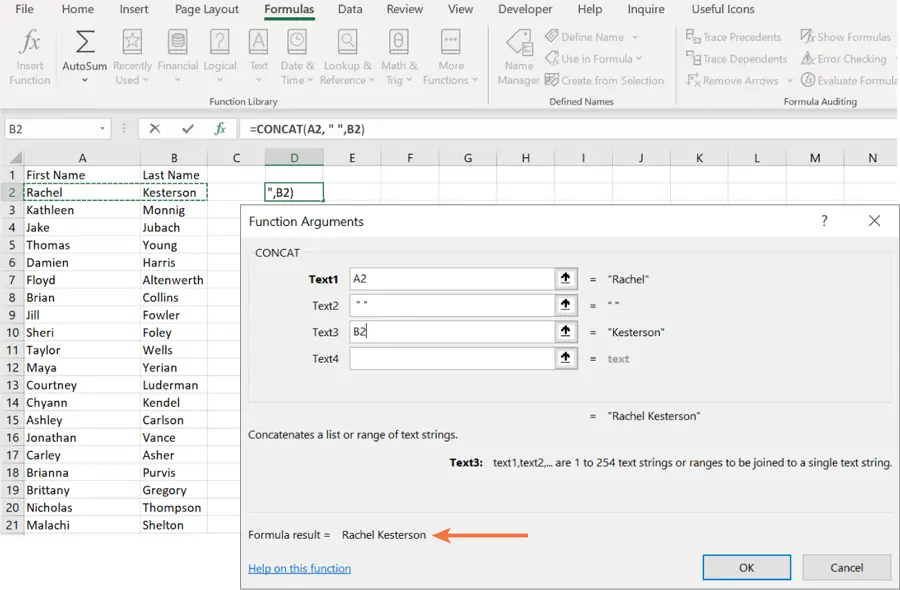 File Home Insert Page Layout Formulas Data Review View Developer Help Inquire Useful Icons
fx Σ ? A θ
Insert Function AutoSum Recently Used Financial Logical Text Date & Time Lookup & Reference Math & Trig More Functions Name Manager
Define Name
Use in Formula
Create from Selection
Trace Precedents
Trace Dependents
Remove Arrows
Show Formulas
Error Checking
Evaluate Formula
Function Library Defined Names Formula Auditing
B2 fx =CONCAT(A2, " ",B2)
A B C D E F G H I J K L M N
1 First Name Last Name
2 Rachel Kesterson ",B2)
3 Kathleen Monnig
4 Jake Jubach
5 Thomas Young
6 Damien Harris
7 Floyd Altenwerth
8 Brian Collins
9 Jill Fowler
10 Sheri Foley
11 Taylor Wells
12 Maya Yerian
13 Courtney Luderman
14 Chyann Kendel
15 Ashley Carlson
16 Jonathan Vance
17 Carley Asher
18 Brianna Purvis
19 Brittany Gregory
20 Nicholas Thompson
21 Malachi Shelton
Function Arguments ?
CONCAT
Text1 A2 = "Rachel"
Text2 " " = " "
Text3 B2 = "Kesterson"
Text4 = text
= "Rachel Kesterson"
Concatenates a list or range of text strings.
Text3: text1,text2,... are 1 to 254 text strings or ranges to be joined to a single text string.
Formula result = Rachel Kesterson
Help on this function OK Cancel